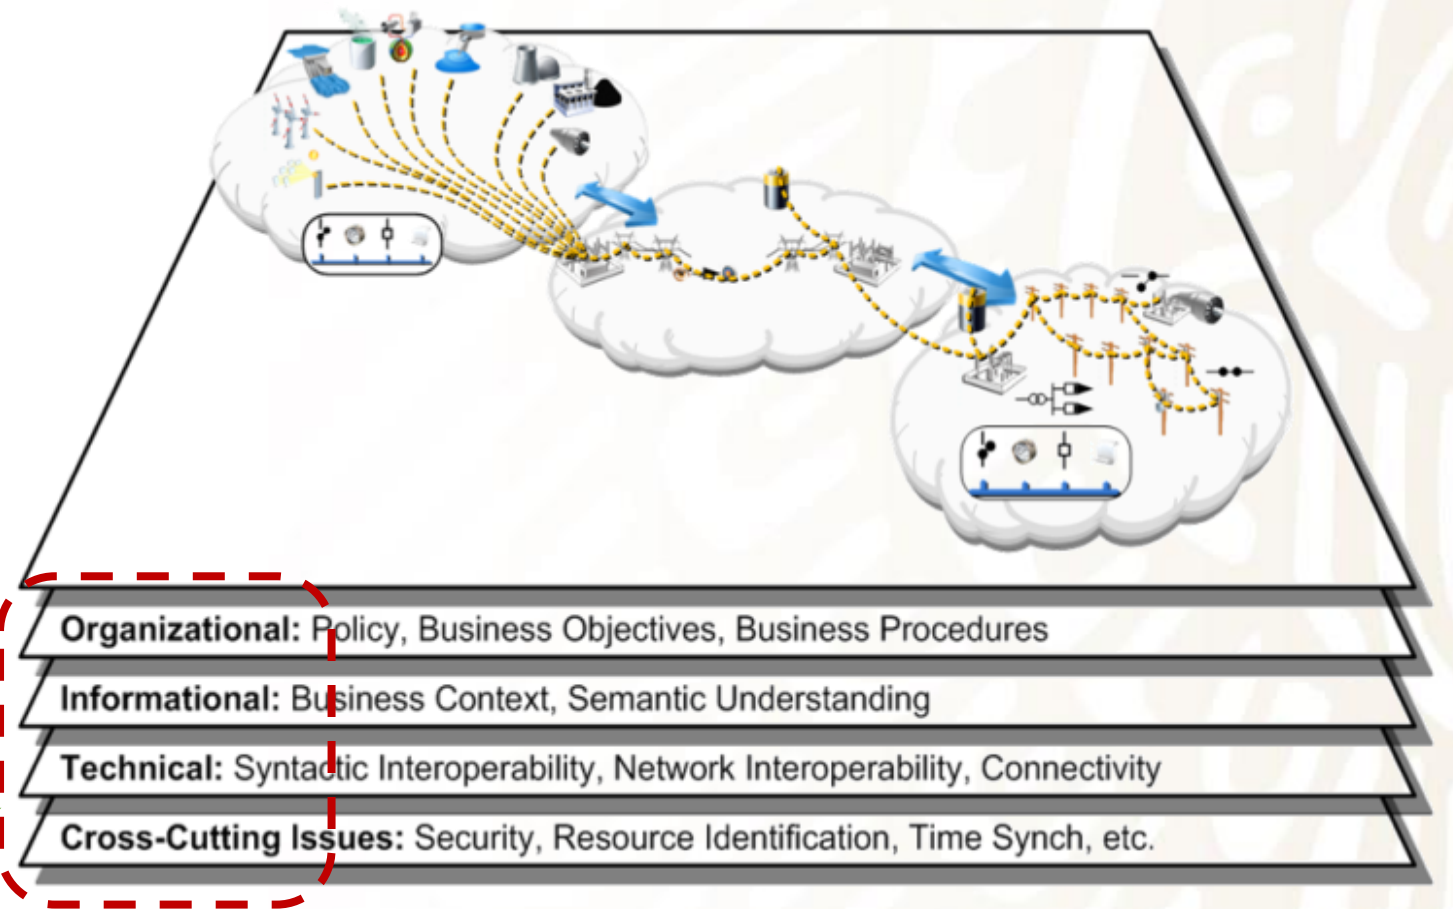 Organizational: Policy, Business Objectives, Business Procedures
Informational: Business Context, Semantic Understanding
Technical: Syntactic Interoperability, Network Interoperability, Connectivity
Cross-Cutting Issues: Security, Resource Identification, Time Synch, etc.